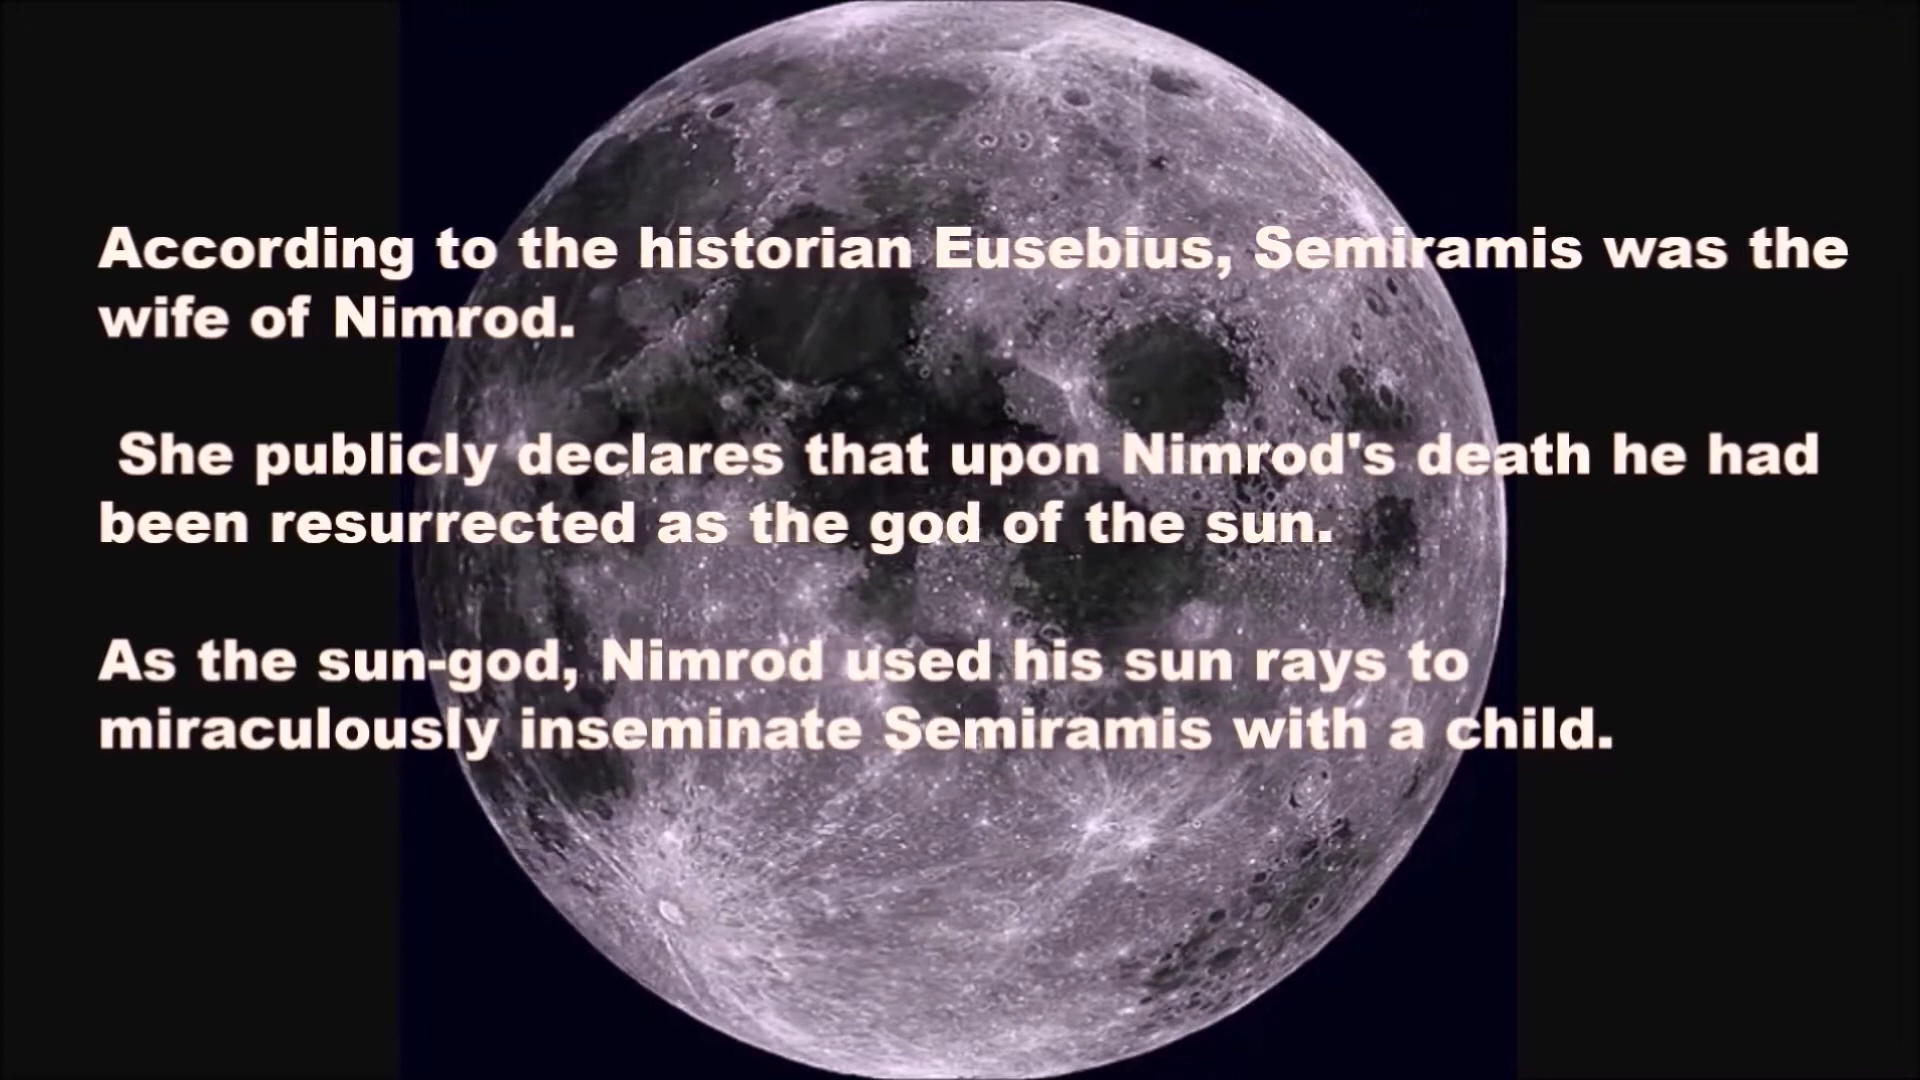 According to the historian Eusebius, Semiramis was the
wife of Nimrod.
She publicly declares that upon Nimrod's death he had
been resurrected as the god of the sun.
As the sun-god, Nimrod used his sun rays to
miraculously inseminate Semiramis with a child.